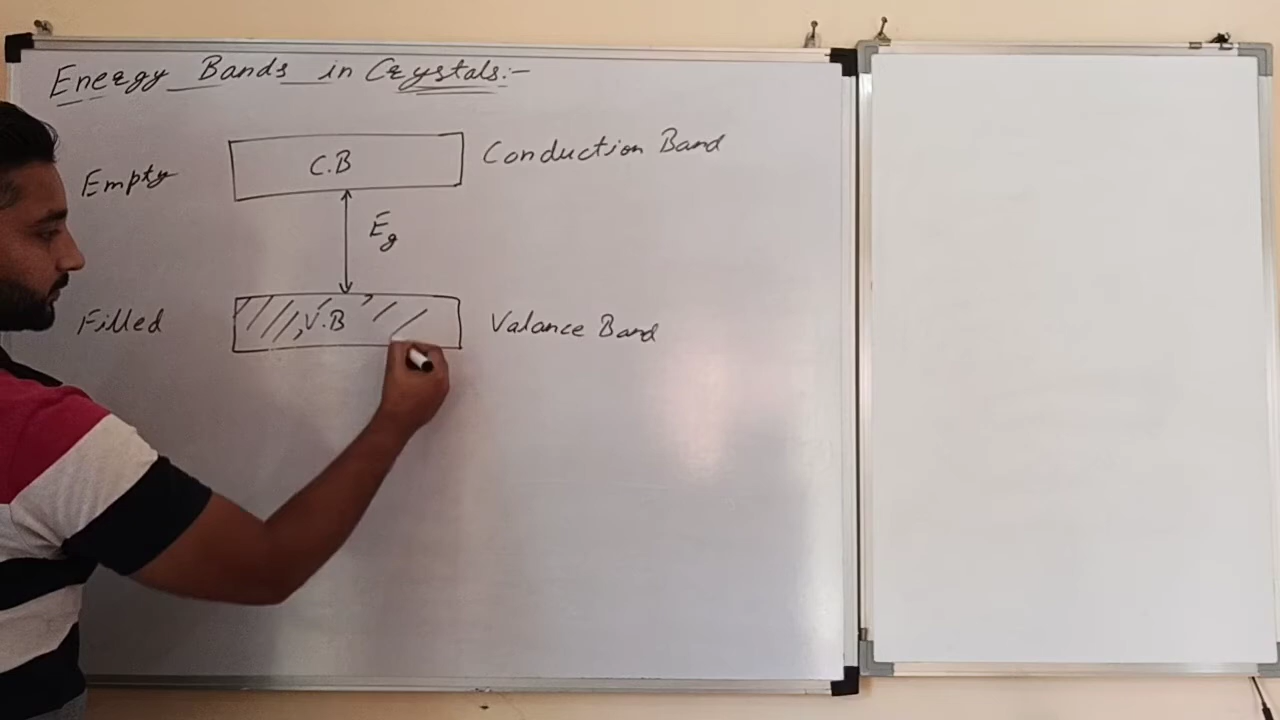 Energy Bands in Crystals:-
C.B
Conduction Band
Empty
Eg
Filled
V.B
Valance Band